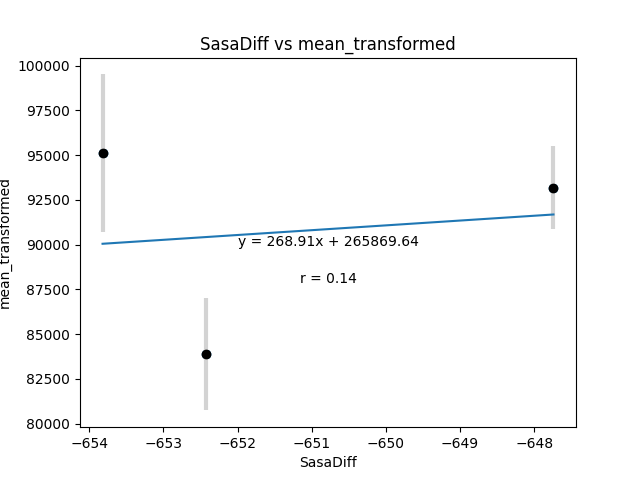 SasaDiff vs mean_transformed
100000
97500
95000
92500
90000
87500
85000
82500
80000
mean_transformed
y = 268.91x + 265869.64
r = 0.14
−654 −653 −652 −651 −650 −649 −648
SasaDiff